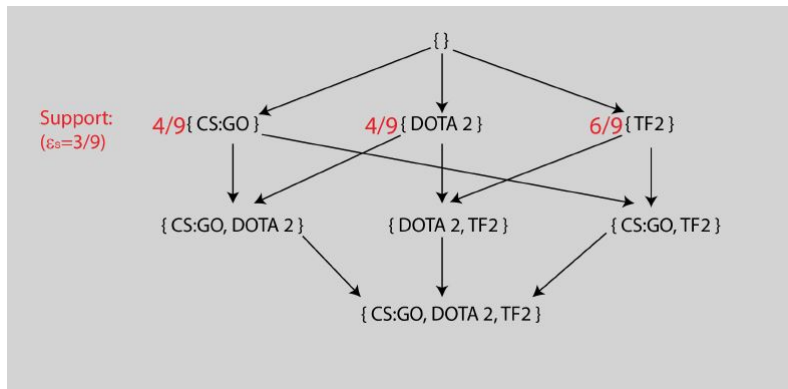 { }
Support:
(εs=3/9)
4/9{ CS:GO } 4/9{ DOTA 2 } 6/9{ TF2 }
{ CS:GO, DOTA 2 } { DOTA 2, TF2 } { CS:GO, TF2 }
{ CS:GO, DOTA 2, TF2 }